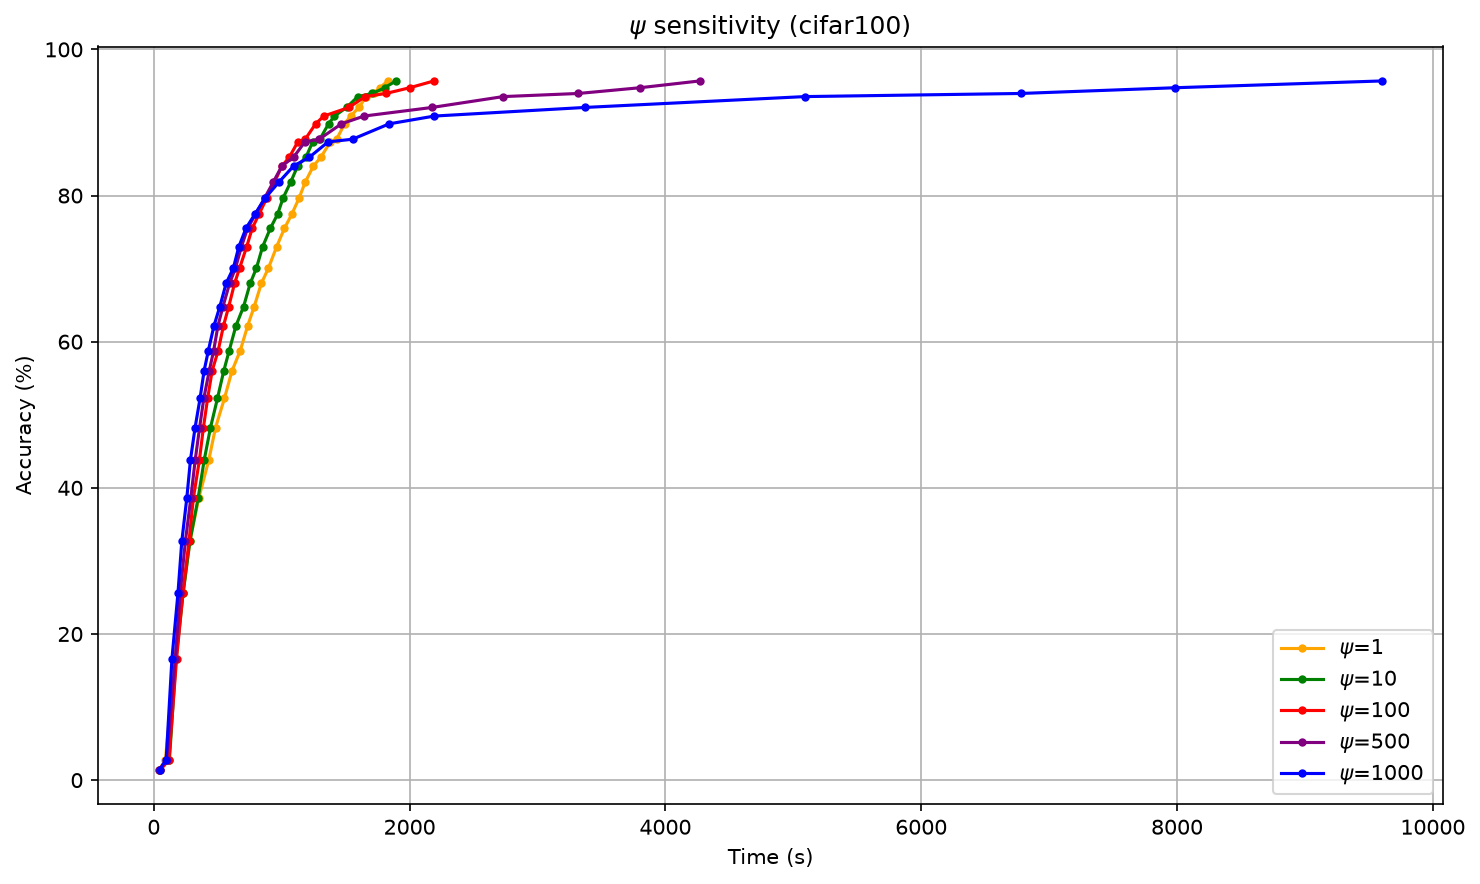 ψ sensitivity (cifar100)
100
80
60
40
20
0
Accuracy (%)
0 2000 4000 6000 8000 10000
Time (s)
ψ=1
ψ=10
ψ=100
ψ=500
ψ=1000